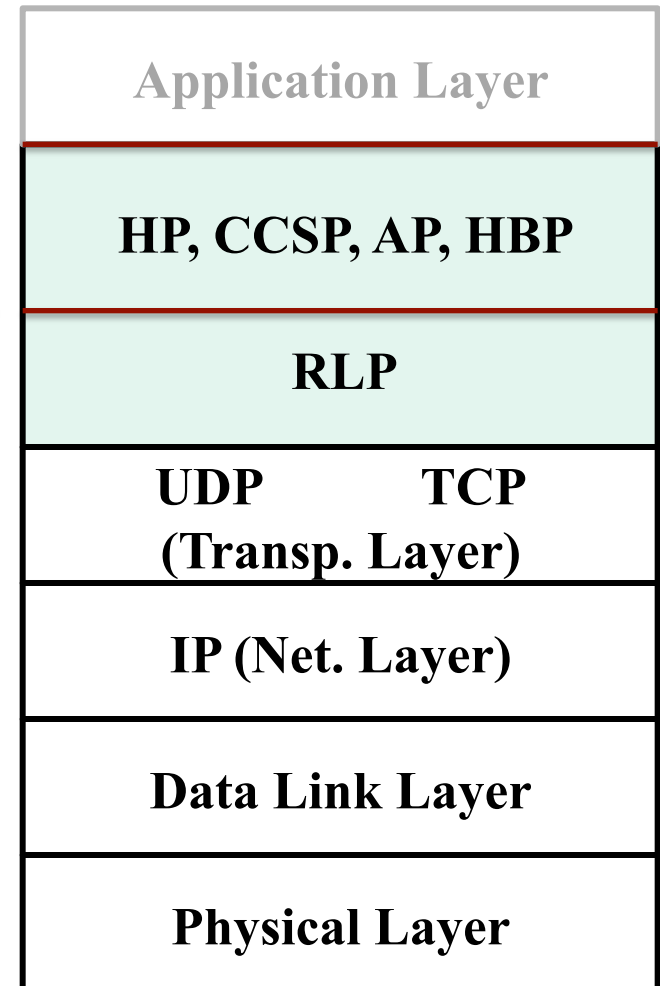 Application Layer
HP, CCSP, AP, HBP
RLP
UDP TCP
(Transp. Layer)
IP (Net. Layer)
Data Link Layer
Physical Layer